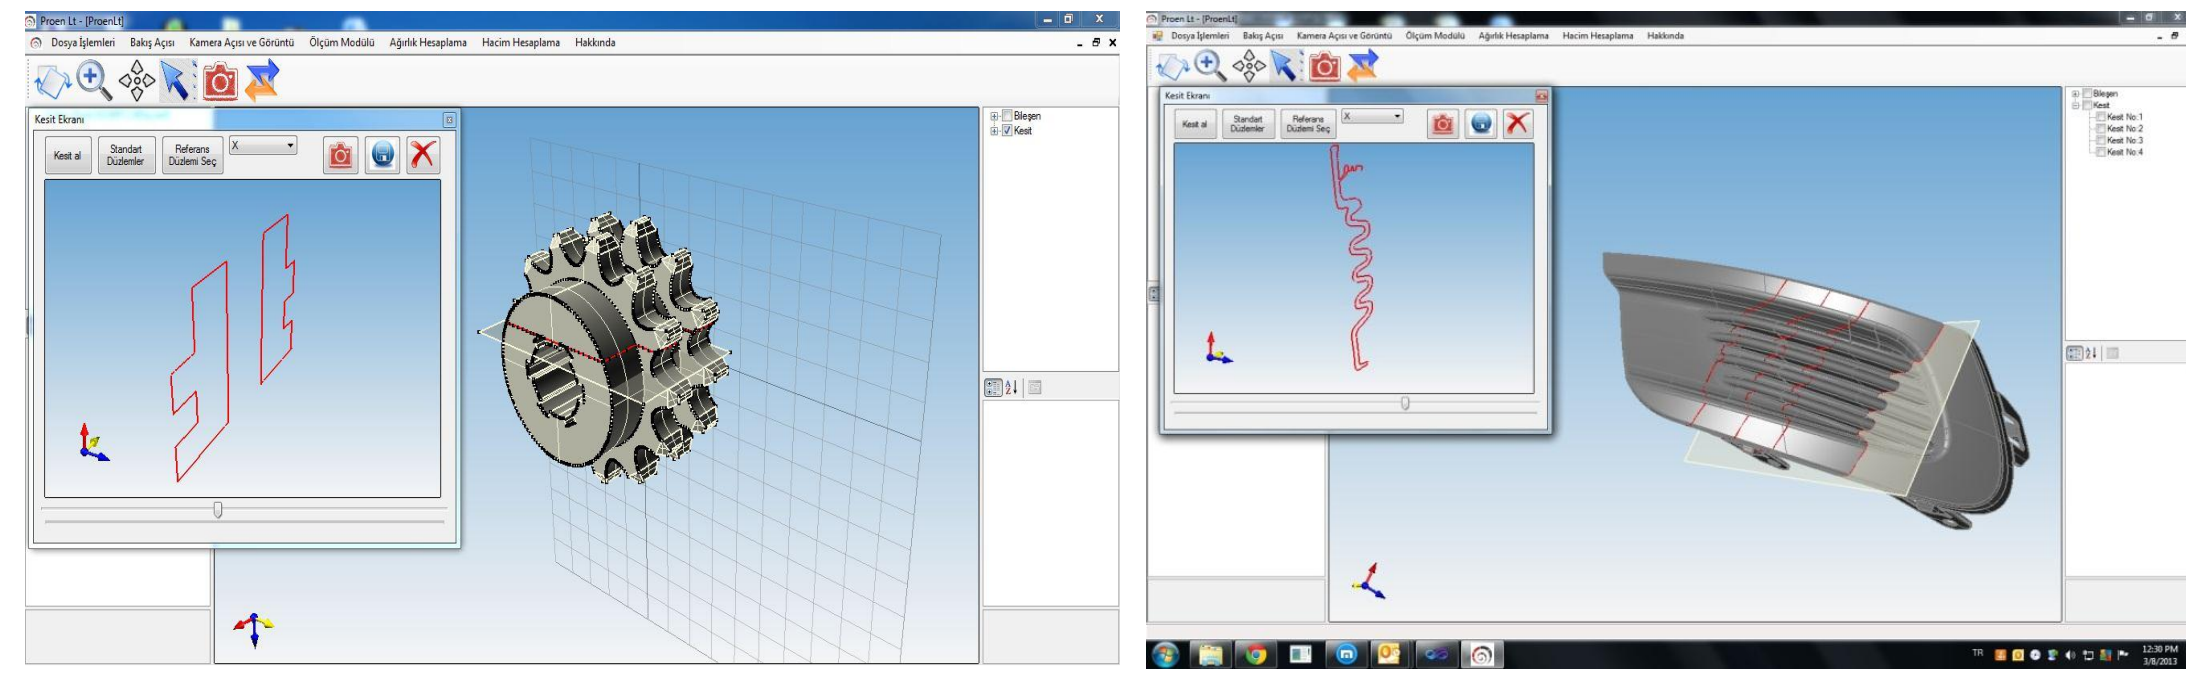 Proen Lt - [ProenLt]
Dosya İşlemleri Bakış Açısı Kamera Açısı ve Görüntü Ölçüm Modülü Ağırlık Hesaplama Hacim Hesaplama Hakkında
Kesit Ekranı
Kesit al
Standart
Düzlemler
Referans
Düzlemi Seç
X
Bleşen
Kesit
Proen Lt - [ProenLt]
Dosya İşlemleri Bakış Açısı Kamera Açısı ve Görüntü Ölçüm Modülü Ağırlık Hesaplama Hacim Hesaplama Hakkında
Kesit Ekranı
Kesit al
Standart
Düzlemler
Referans
Düzlemi Seç
X
Bleşen
Kesit
Kesit No:1
Kesit No:2
Kesit No:3
Kesit No:4
TR
12:30 PM
3/8/2013